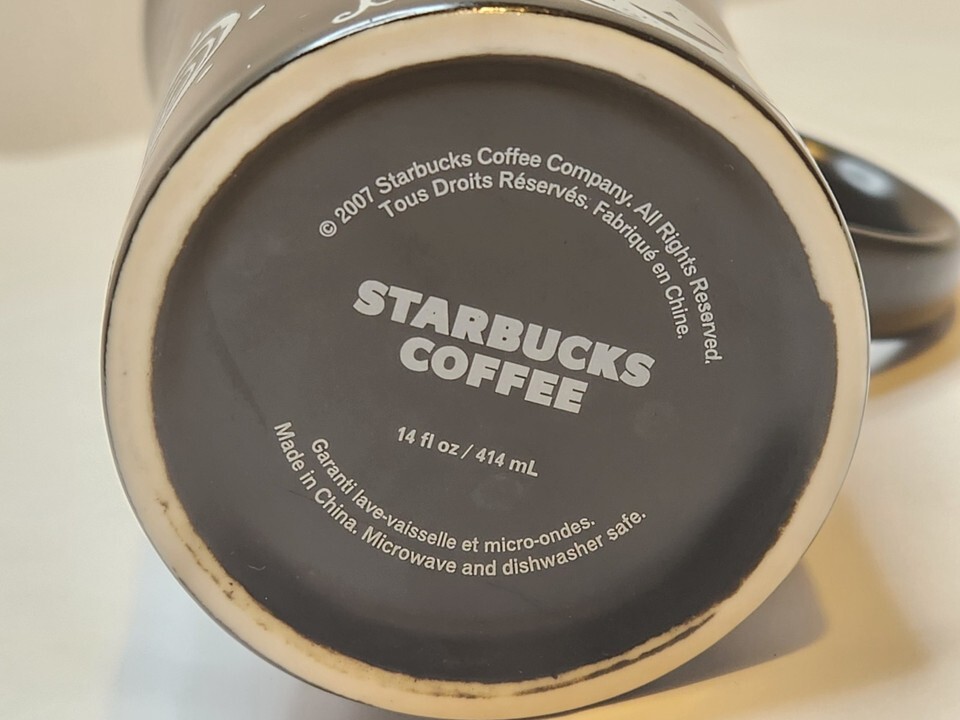 © 2007 Starbucks Coffee Company. All Rights Reserved.
Tous Droits Réservés. Fabriqué en Chine.
STARBUCKS
COFFEE
14 fl oz / 414 mL
Garanti lave-vaisselle et micro-ondes.
Made in China. Microwave and dishwasher safe.